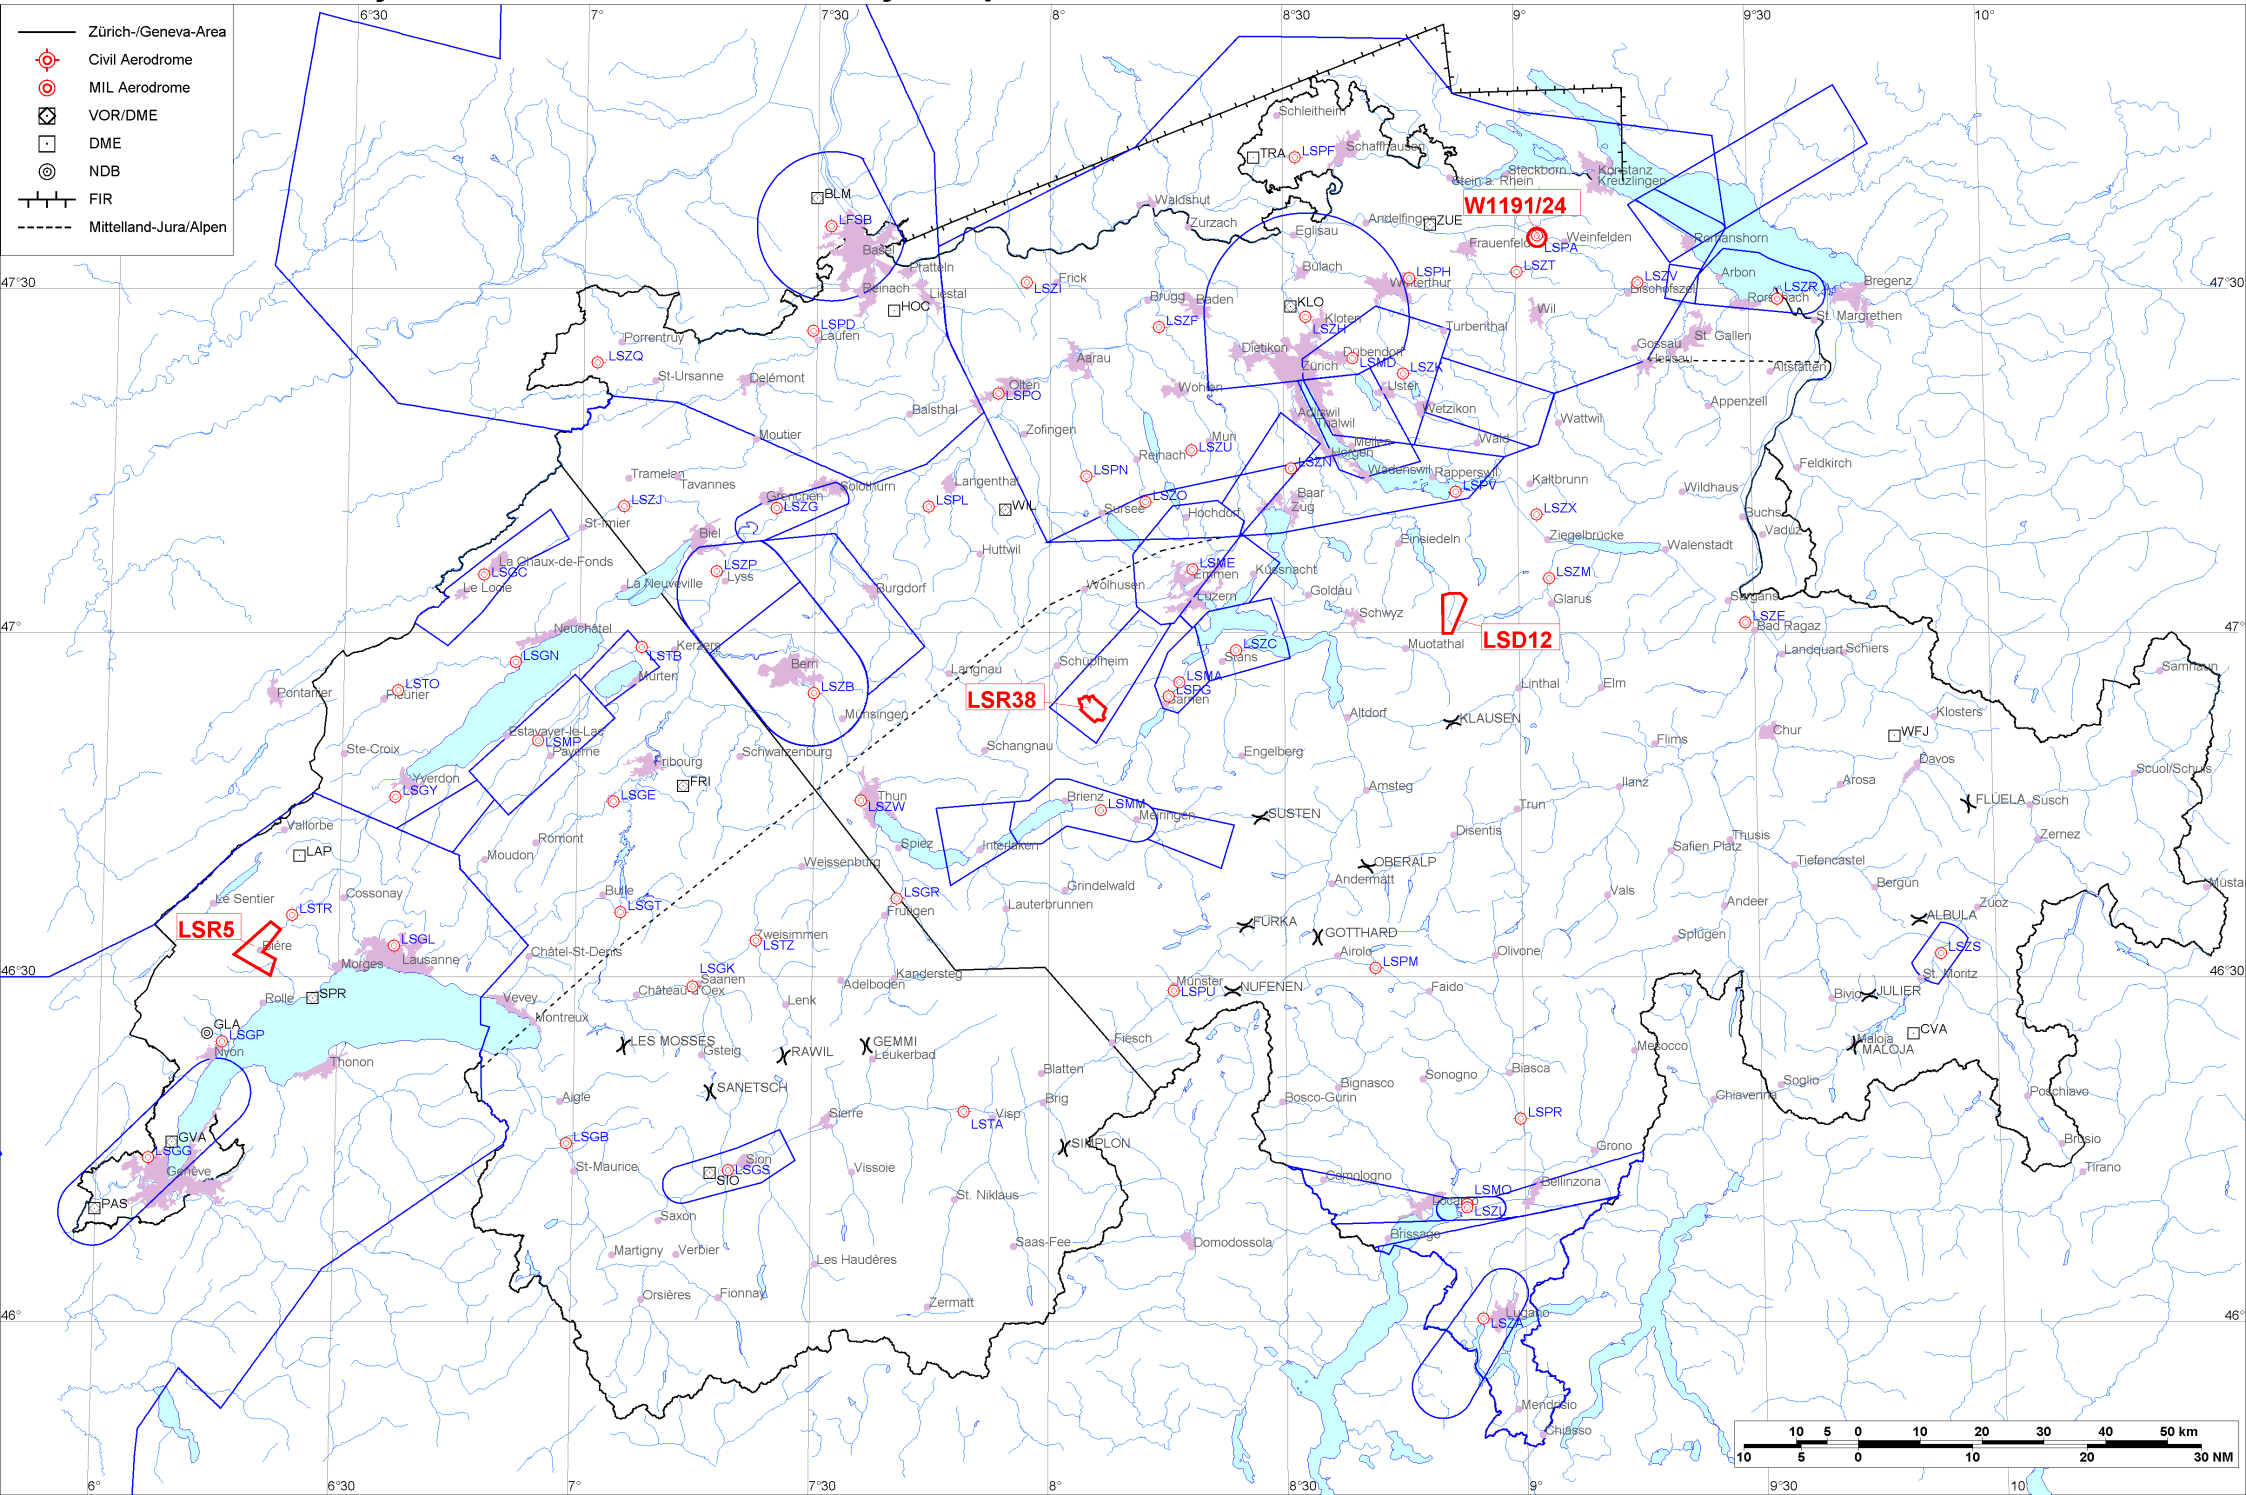 6°30
7°
7°30
8°
8°30
9°
9°30
10°
Zürich-/Geneva-Area
Civil Aerodrome
MIL Aerodrome
VOR/DME
DME
NDB
FIR
Mittelland-Jura/Alpen
Schleitheim
TRA
LSPF
Schaffhausen
Stein a. Rhein
Steckborn
Konstanz
Kreuzlingen
BLM
LFSB
Basel
Waldshut
Zurzach
Eglisau
Andelfingen
ZUE
W1191/24
LSPA
Weinfelden
Frauenfeld
Romanshorn
Pratteln
Reinach
Liestal
HOC
Frick
LSZI
Bülach
LSPH
Winterthur
LSZT
LSZV
Bischofszell
Arbon
LSZR
Rorschach
Bregenz
St. Margrethen
47°30
47°30
Brugg
Baden
LSZF
KLO
Kloten
LSZH
Turbenthal
Wil
St. Gallen
Gossau
Herisau
Altstätten
LSPD
Laufen
Porrentruy
LSZQ
St-Ursanne
Delémont
Aarau
Dietikon
Zürich
Dübendorf
LSMD
LSZK
Uster
Wetzikon
Appenzell
Olten
LSPO
Balsthal
Zofingen
Wohlen
Muri
Adliswil
Thalwil
Meilen
Horgen
Wald
Wattwil
Moutier
Reinach
LSZU
LSPN
LSZN
Wädenswil
Rapperswil
LSPV
Kaltbrunn
Wildhaus
Feldkirch
Tramelan
Tavannes
LSZJ
Grenchen
LSZG
Solothurn
Langenthal
LSPL
WIL
LSZO
Sursee
Hochdorf
Baar
Zug
LSZX
Buchs
Vaduz
St-Imier
Biel
Huttwil
Einsiedeln
Ziegelbrücke
Walenstadt
La Chaux-de-Fonds
LSGC
Le Locle
La Neuveville
LSZP
Lyss
Burgdorf
Wolhusen
LSME
Emmen
Luzern
Küssnacht
Goldau
Schwyz
LSZM
Glarus
Sargans
LSZE
Bad Ragaz
47°
47°
Neuchâtel
LSGN
LSTB
Kerzers
Murten
Bern
LSZB
Langnau
Schüpfheim
LSZC
Stans
Muotathal
LSD12
Landquart
Schiers
Samnaun
Pontarlier
LSTO
Fleurier
LSMA
LSPG
Sarnen
LSR38
Linthal
Elm
Klosters
Münsingen
Altdorf
KLAUSEN
Ste-Croix
Estavayer-le-Lac
LSMP
Payerne
Schwarzenburg
Schangnau
Engelberg
Flims
Chur
WFJ
Davos
Scuol/Schuls
Yverdon
LSGY
Fribourg
FRI
LSGE
Thun
LSZW
Brienz
LSMM
Meiringen
SUSTEN
Amsteg
Trun
Ilanz
Arosa
FLÜELA
Susch
Vallorbe
LAP
Romont
Moudon
Spiez
Interlaken
Disentis
Safien Platz
Thusis
Zernez
Weissenburg
OBERALP
Andermatt
Tiefencastel
Bergün
Müstair
Le Sentier
LSTR
LSR5
Bière
Cossonay
Bulle
LSGT
LSGR
Frutigen
Grindelwald
Lauterbrunnen
FURKA
GOTTHARD
Vals
Andeer
ALBULA
Zuoz
LSGL
Lausanne
Morges
Châtel-St-Denis
Zweisimmen
LSTZ
Airolo
LSPM
Olivone
Splügen
LSZS
St. Moritz
46°30
46°30
Rolle
SPR
Vevey
Montreux
LSGK
Saanen
Château-d'Oex
Lenk
Adelboden
Kandersteg
Münster
LSPU
NUFENEN
Faido
Bivio
JULIER
GLA
LSGP
Nyon
Thonon
LES MOSSES
Gsteig
RAWIL
GEMMI
Leukerbad
Fiesch
Mesocco
CVA
Maloja
MALOJA
SANETSCH
Blatten
Bignasco
Sonogno
Biasca
Soglio
Chiavenna
Poschiavo
Aigle
Sierre
LSTA
Visp
Brig
Bosco-Gurin
LSPR
GVA
LSGG
Genève
LSGB
St-Maurice
Sion
LSGS
SIO
Vissoie
SIMPLON
Grono
Brusio
Tirano
PAS
St. Niklaus
Comologno
LSMO
Locarno
LSZL
Bellinzona
Saxon
Martigny
Verbier
Les Haudères
Saas-Fee
Domodossola
Brissago
Orsières
Fionnay
Zermatt
46°
46°
Lugano
LSZA
Mendrisio
Chiasso
10 5 0 10 20 30 40 50 km
10 5 0 10 20 30 NM
6°
6°30
7°
7°30
8°
8°30
9°
9°30
10°